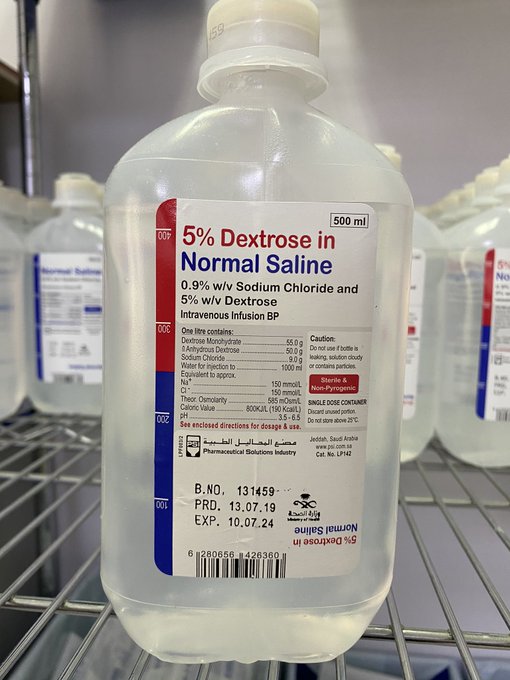 500 ml
5% Dextrose in
Normal Saline
0.9% w/v Sodium Chloride and
5% w/v Dextrose
Intravenous Infusion BP
One litre contains:
Dextrose Monohydrate 55.0 g
Anhydrous Dextrose 50.0 g
Sodium Chloride 9.0 g
Water for injection to 1000 ml
Equivalent to approx.
Na+ 150 mmol/L
Cl- 150 mmol/L
Theor. Osmolarity 585 mOsm/L
Caloric Value 800KJ/L (190 Kcal/L)
pH 3.5 - 6.5
See enclosed directions for dosage & use.
Caution:
Do not use if bottle is
leaking, solution cloudy
or contains particles.
Sterile &
Non-Pyrogenic
SINGLE DOSE CONTAINER
Discard unused portion.
Do not store above 25°C.
مصنع المحاليل الطبية
PSI
Pharmaceutical Solutions Industry
Jeddah, Saudi Arabia
www.psi.com.sa
Cat. No. LP142
B.NO. 131459
PRD. 13.07.19
EXP. 10.07.24
وزارة الصحة
Ministry of Health
5% Dextrose in
Normal Saline
6 280656 426360
400
300
200
100
Normal Saline